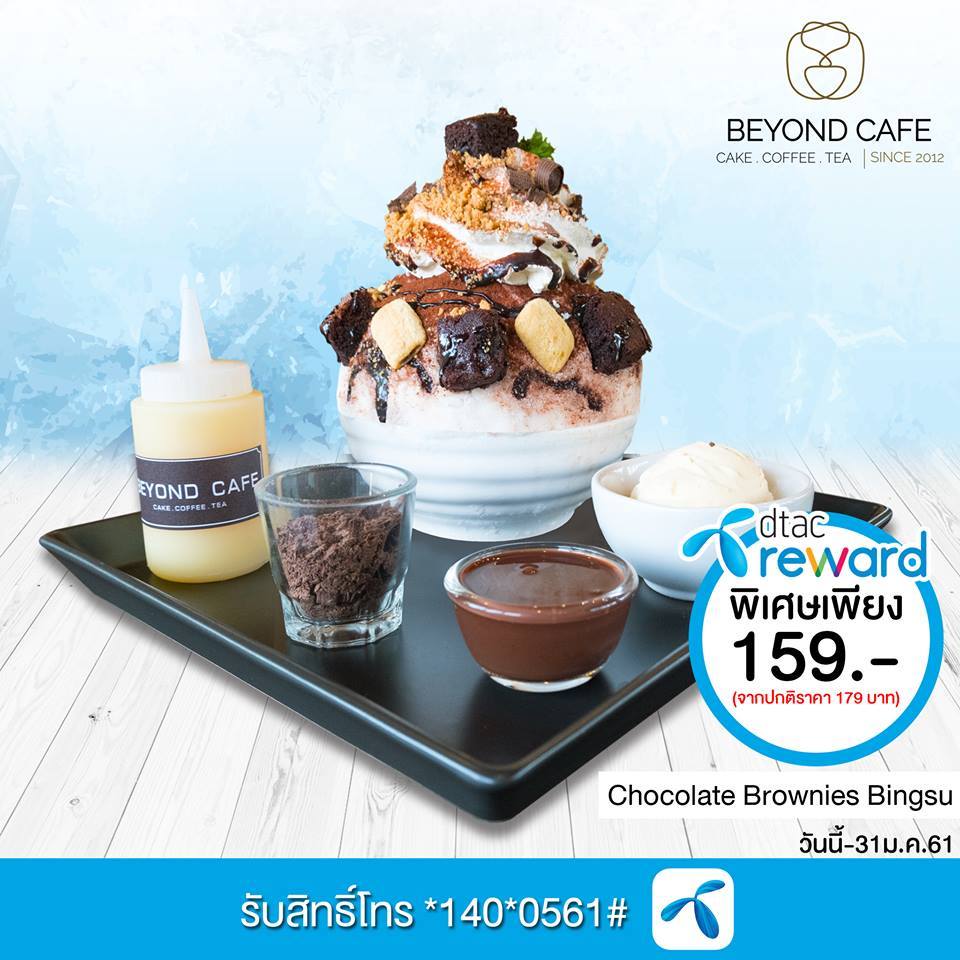 BEYOND CAFE
CAKE . COFFEE . TEA | SINCE 2012
BEYOND CAFE
CAKE . COFFEE . TEA
dtac
reward
พิเศษเพียง
159.-
(จากปกติราคา 179 บาท)
Chocolate Brownies Bingsu
วันนี้-31ม.ค.61
รับสิทธิ์โทร *140*0561#